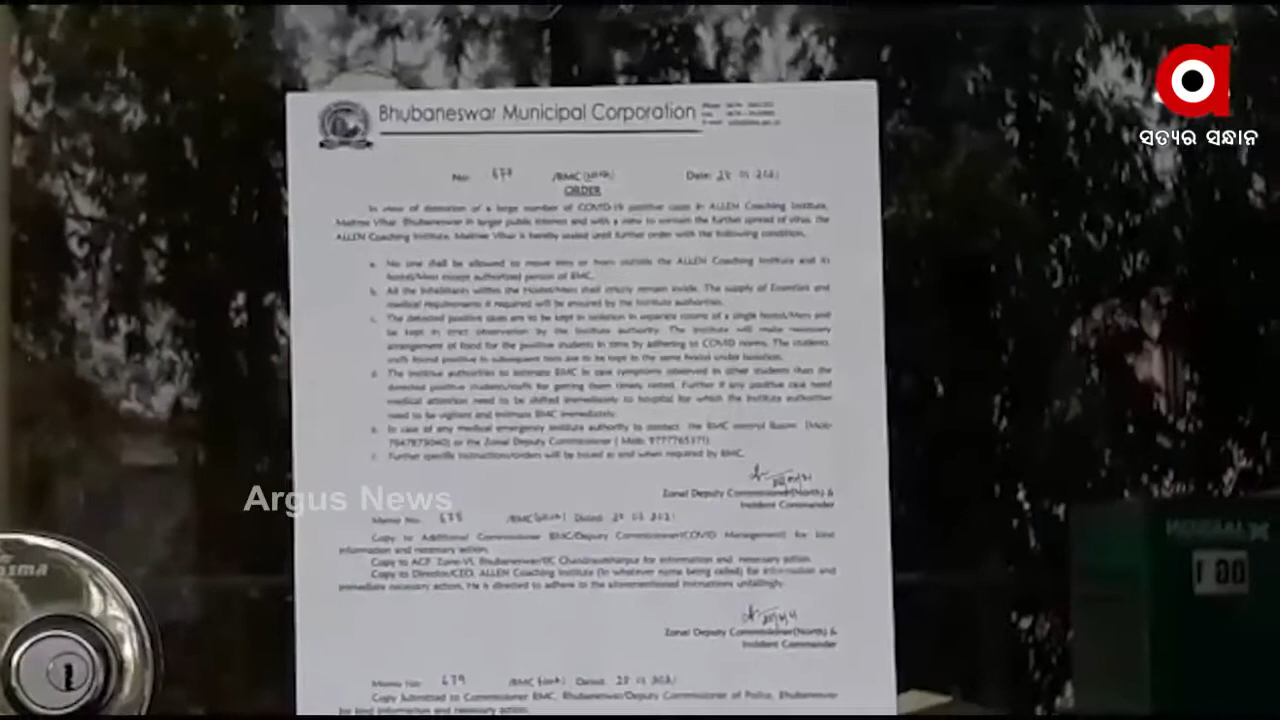 ସତ୍ୟର ସନ୍ଧାନ
Bhubaneswar Municipal Corporation
No. /BMC Date:
ORDER
In view of detection of a large number of COVID-19 positive cases in ALLEN Coaching Institute,
Maitree Vihar, Bhubaneswar in larger public interest and with a view to contain the further spread of virus, the
ALLEN Coaching Institute, Maitree Vihar is hereby sealed until further order with the following condition.
a. No one shall be allowed to move into or from outside the ALLEN Coaching Institute and its
hostel/Mess except authorized person of BMC.
b. All the inhabitants within the Hostel/Mess shall strictly remain inside. The supply of Essentials and
medical requirements if required will be ensured by the institute authorities.
c. The detected positive cases are to be kept in isolation in separate rooms of a single hostel/Mess and
be kept in strict observation by the institute authority. The institute will make necessary
arrangement of food for the positive students in time by adhering to COVID norms. The students,
staffs found positive in subsequent tests are to be kept in the same hostel under isolation.
d. The institute authorities to intimate BMC in case symptoms observed in other students than the
detected positive students/staffs for getting them timely tested. Further if any positive case need
medical attention need to be shifted immediately to hospital for which the institute authorities
need to be vigilant and intimate BMC immediately.
e. In case of any medical emergency institute authority to contact the BMC control Room (Mob-
or the Zonal Deputy Commissioner ( Mob:
f. Further specific instructions/orders will be issued as and when required by BMC.
Zonal Deputy Commissioner(North) &
Incident Commander
Argus News
Memo No. 678 /BMC Dated:
Copy to Additional Commissioner BMC/Deputy Commissioner(COVID Management) for kind
information and necessary action.
Copy to ACP Zone-VI, Bhubaneswar/IIC Chandrasekharpur for information and necessary action.
Copy to Director/CEO, ALLEN Coaching Institute (In whatever name being called) for information and
immediate necessary action. He is directed to adhere to the aforementioned instructions unfailingly.
Zonal Deputy Commissioner(North) &
Incident Commander
Memo No. 679 /BMC Dated:
Copy Submitted to Commissioner BMC, Bhubaneswar/Deputy Commissioner of Police, Bhubaneswar
for kind information and necessary action.
100